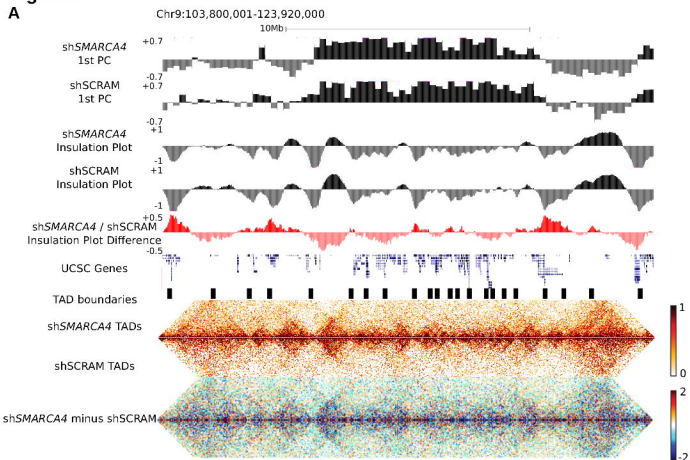 A
Chr9:103,800,001-123,920,000
10Mb
shSMARCA4
1st PC
+0.7
-0.7
shSCRAM
1st PC
+0.7
-0.7
shSMARCA4
Insulation Plot
+1
-1
shSCRAM
Insulation Plot
+1
-1
shSMARCA4 / shSCRAM
Insulation Plot Difference
+0.5
-0.5
UCSC Genes
TAD boundaries
shSMARCA4 TADs
shSCRAM TADs
1
0
shSMARCA4 minus shSCRAM
2
-2